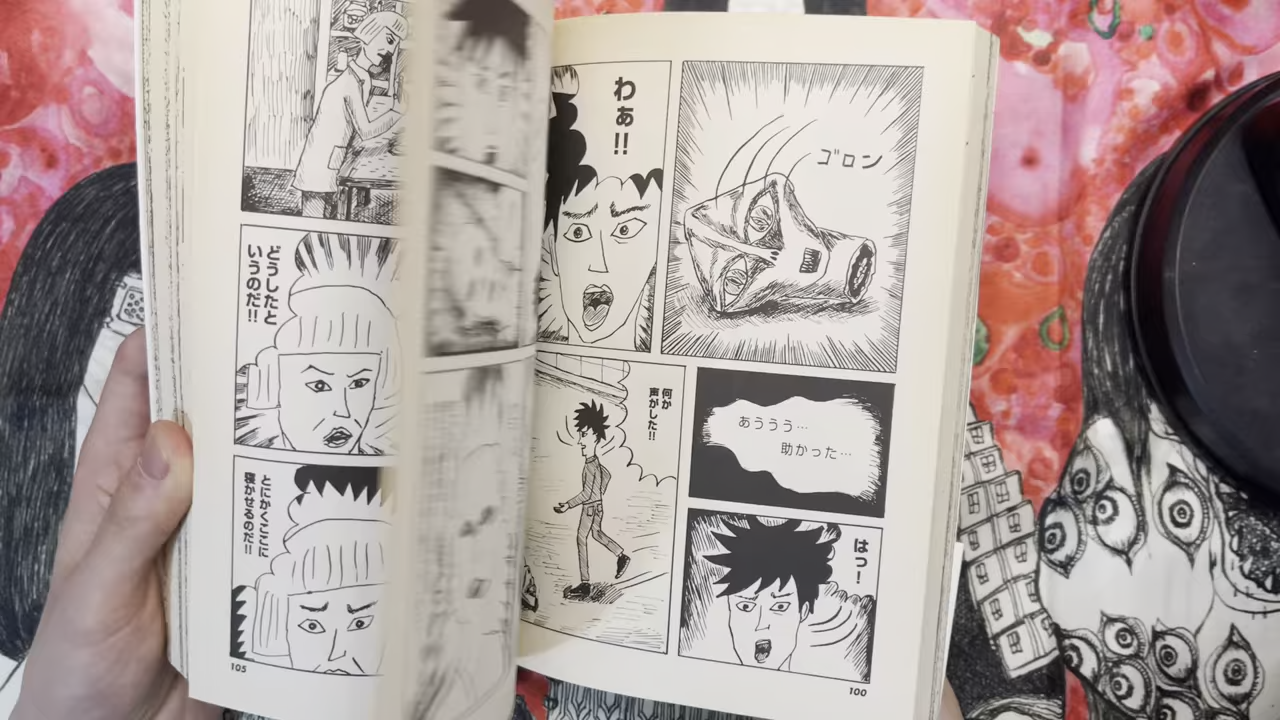 ゴロン
わぁ!!
あううう…
助かった…
はっ!
何か
声がした!!
100
どうしたと
いうのだ!!
とにかくここに
寝かせるのだ!!
105